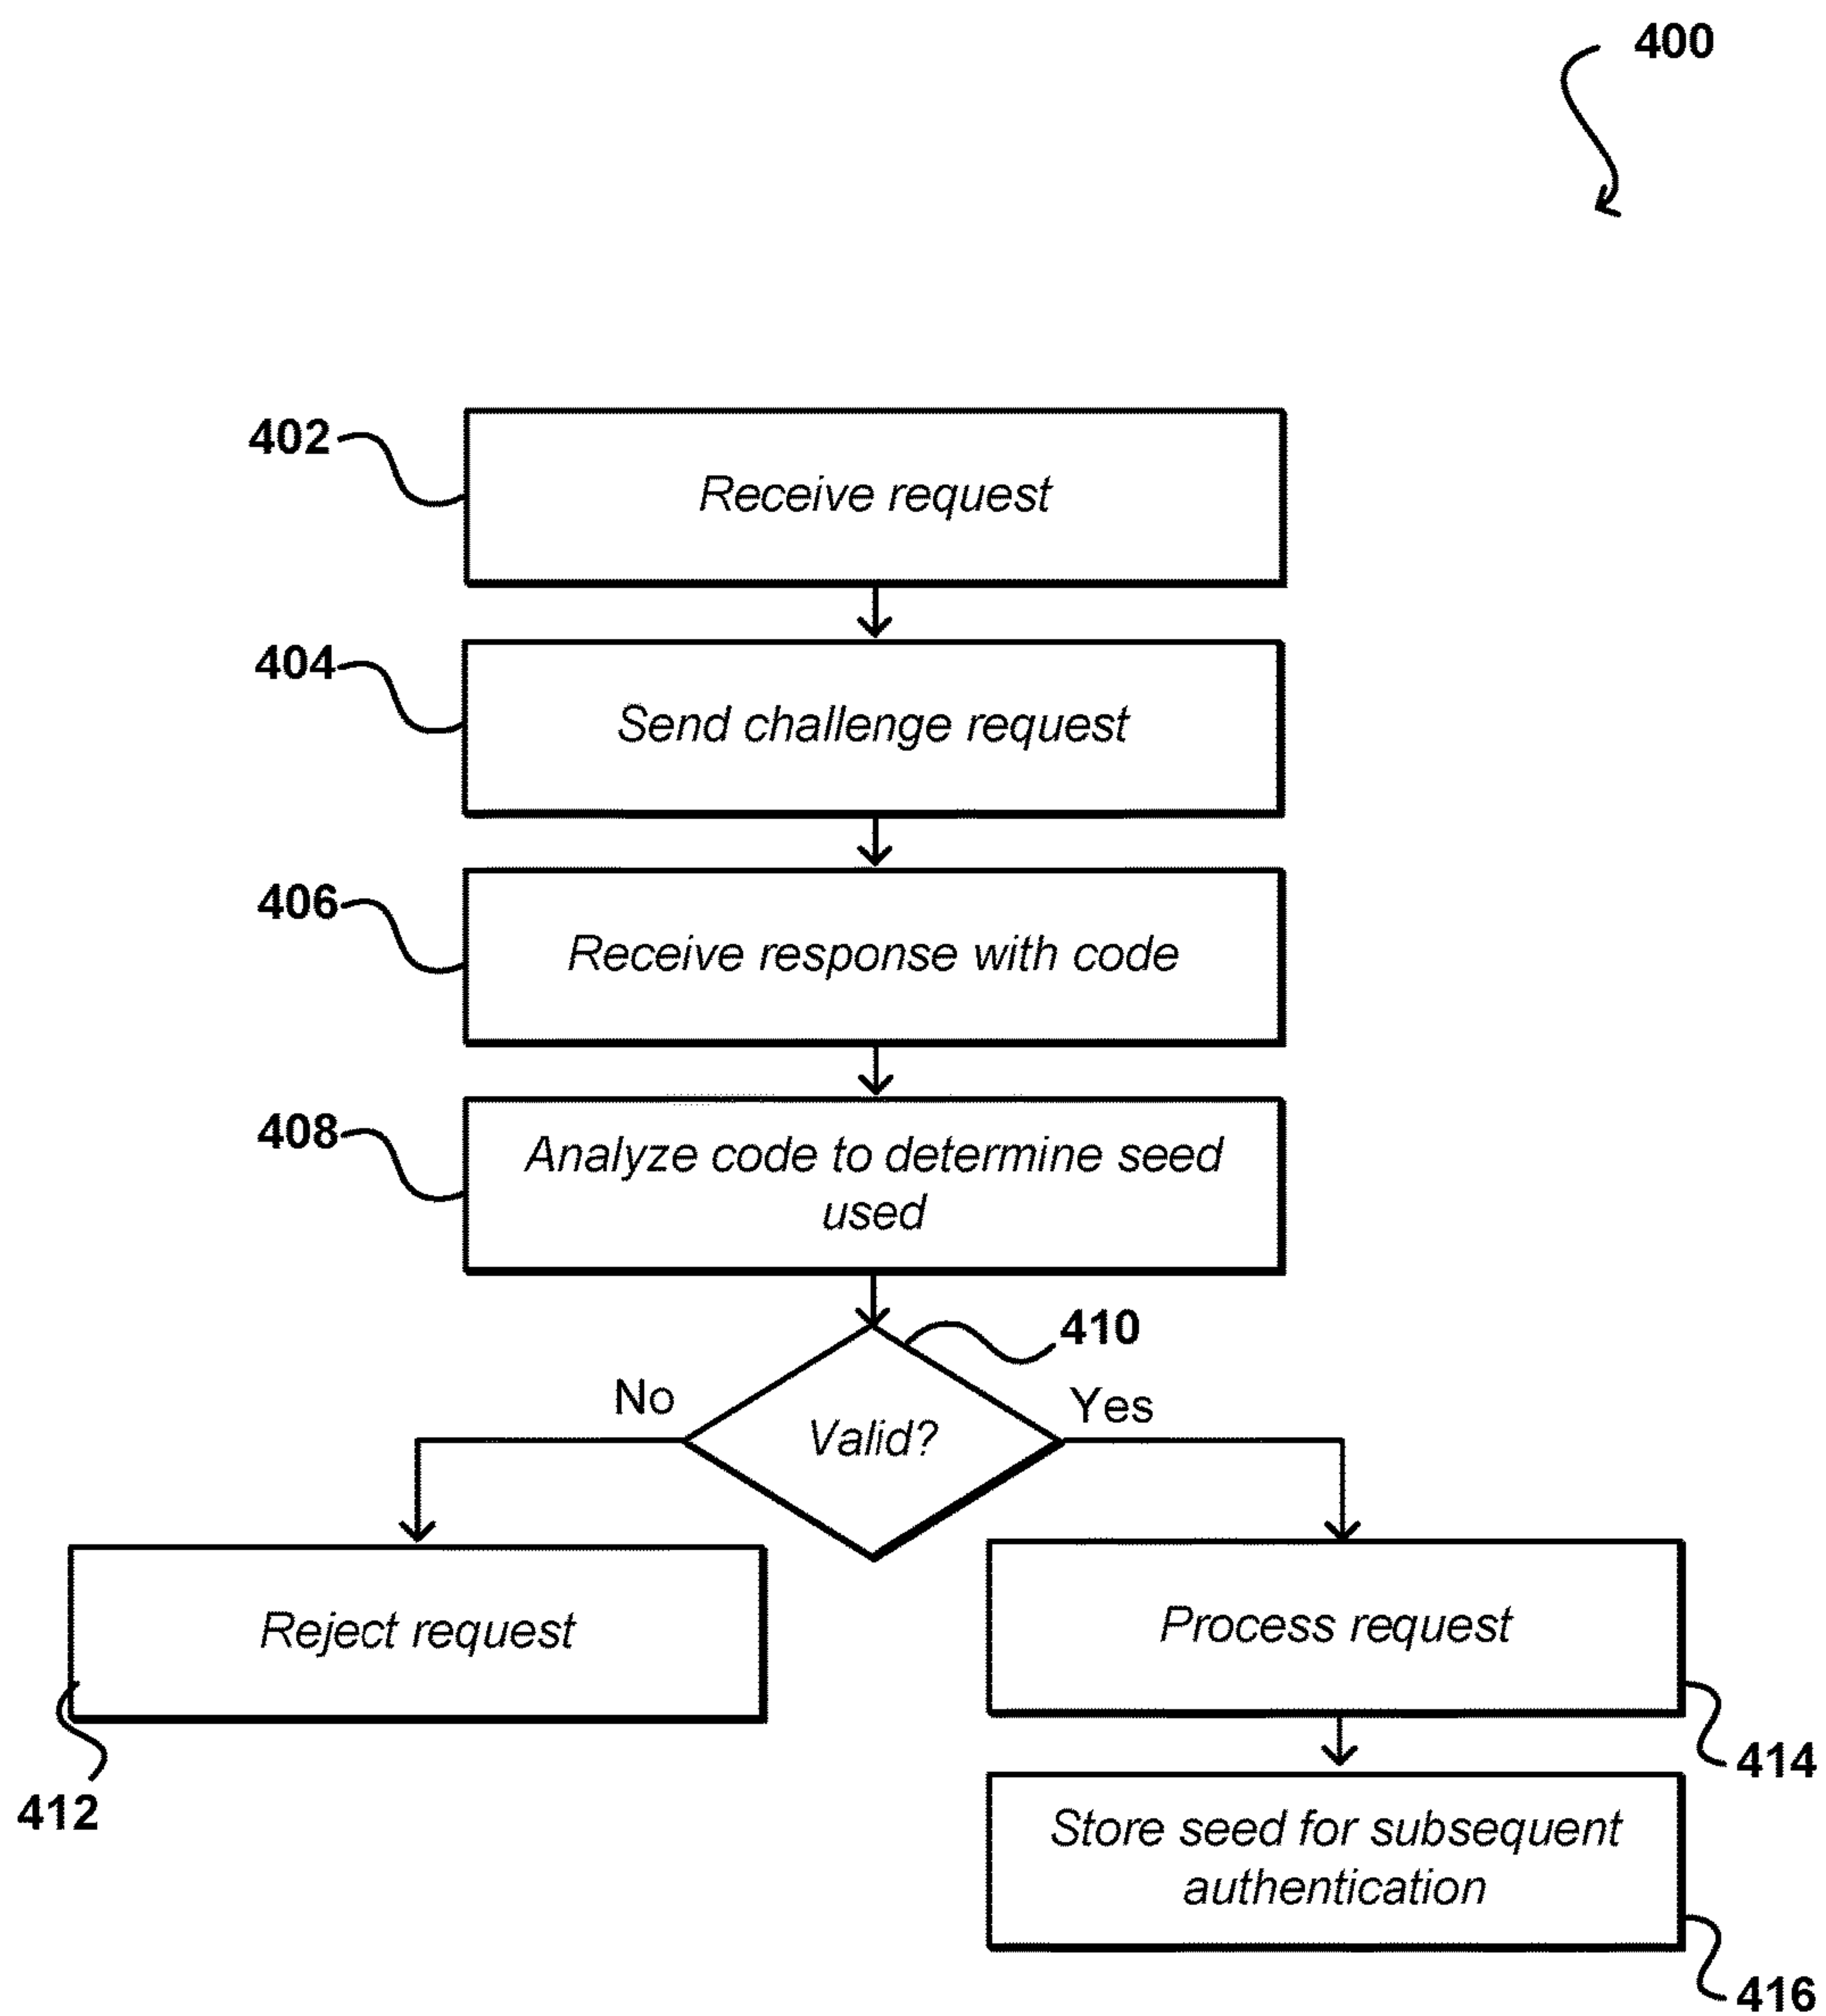 400
402
Receive request
404
Send challenge request
406
Receive response with code
408
Analyze code to determine seed
used
410
No
Yes
Valid?
Reject request
Process request
412
414
Store seed for subsequent
authentication
416